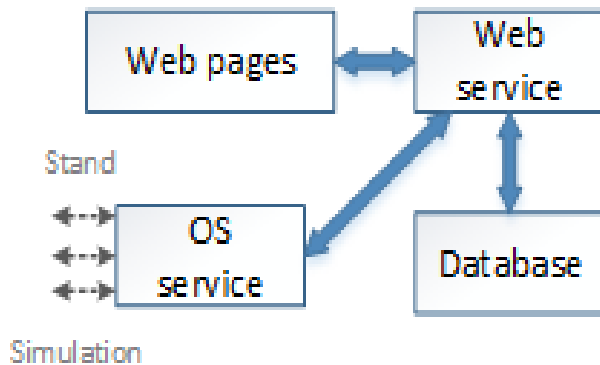 Web pages
Web
service
Stand
OS
service
Database
Simulation